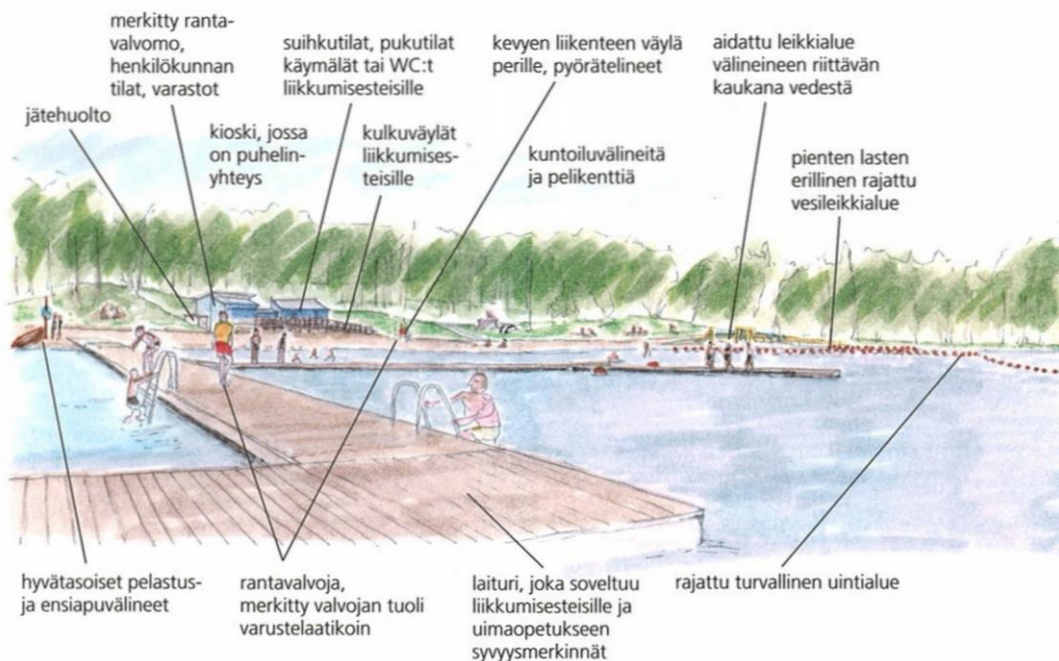 merkitty ranta-
valvomo,
henkilökunnan
tilat, varastot
suihkutilat, pukutilat
käymälät tai WC:t
liikkumisesteisille
kevyen liikenteen väylä
perille, pyörätelineet
aidattu leikkialue
välineineen riittävän
kaukana vedestä
jätehuolto
kioski, jossa
on puhelin-
yhteys
kulkuväylät
liikkumises-
teisille
kuntoiluvälineitä
ja pelikenttiä
pienten lasten
erillinen rajattu
vesileikkialue
hyvätasoiset pelastus-
ja ensiapuvälineet
rantavalvoja,
merkitty valvojan tuoli
varustelaatikoin
laituri, joka soveltuu
liikkumisesteisille ja
uimaopetukseen
syvyysmerkinnät
rajattu turvallinen uintialue